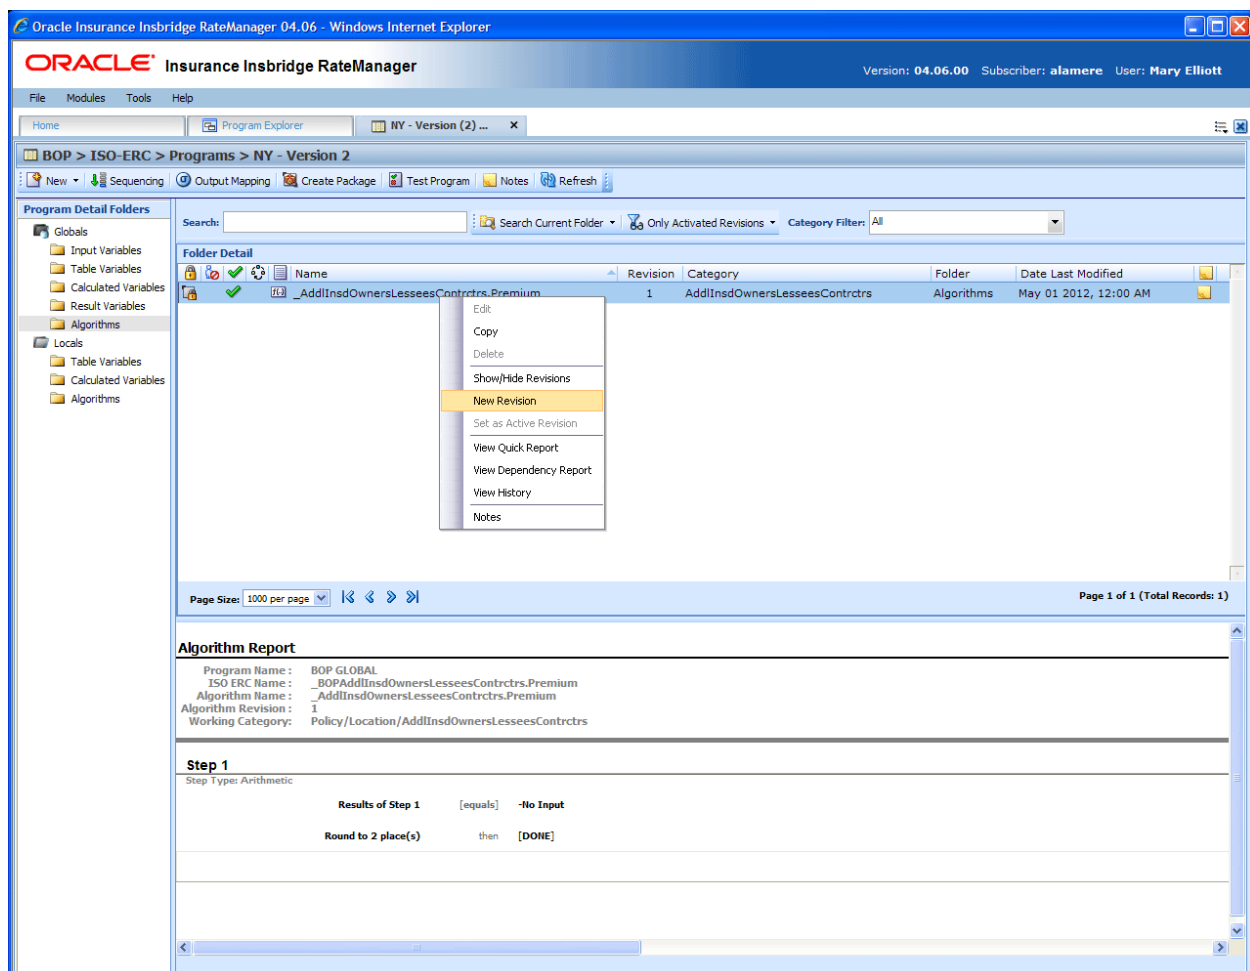 Oracle Insurance Insbridge RateManager 04.06 - Windows Internet Explorer
ORACLE Insurance Insbridge RateManager
Version: 04.06.00 Subscriber: alamere User: Mary Elliott
File Modules Tools Help
Home Program Explorer NY - Version (2) ... ×
BOP > ISO-ERC > Programs > NY - Version 2
New Sequencing Output Mapping Create Package Test Program Notes Refresh
Program Detail Folders
Globals
Input Variables
Table Variables
Calculated Variables
Result Variables
Algorithms
Locals
Table Variables
Calculated Variables
Algorithms
Search: Search Current Folder Only Activated Revisions Category Filter: All
Folder Detail
Name Revision Category Folder Date Last Modified
_AddlInsdOwnersLesseesContrctrs.Premium 1 AddlInsdOwnersLesseesContrctrs Algorithms May 01 2012, 12:00 AM
Edit
Copy
Delete
Show/Hide Revisions
New Revision
Set as Active Revision
View Quick Report
View Dependency Report
View History
Notes
Page Size: 1000 per page Page 1 of 1 (Total Records: 1)
Algorithm Report
Program Name : BOP GLOBAL
ISO ERC Name : _BOPAddlInsdOwnersLesseesContrctrs.Premium
Algorithm Name : _AddlInsdOwnersLesseesContrctrs.Premium
Algorithm Revision : 1
Working Category: Policy/Location/AddlInsdOwnersLesseesContrctrs
Step 1
Step Type: Arithmetic
Results of Step 1 [equals] -No Input
Round to 2 place(s) then [DONE]